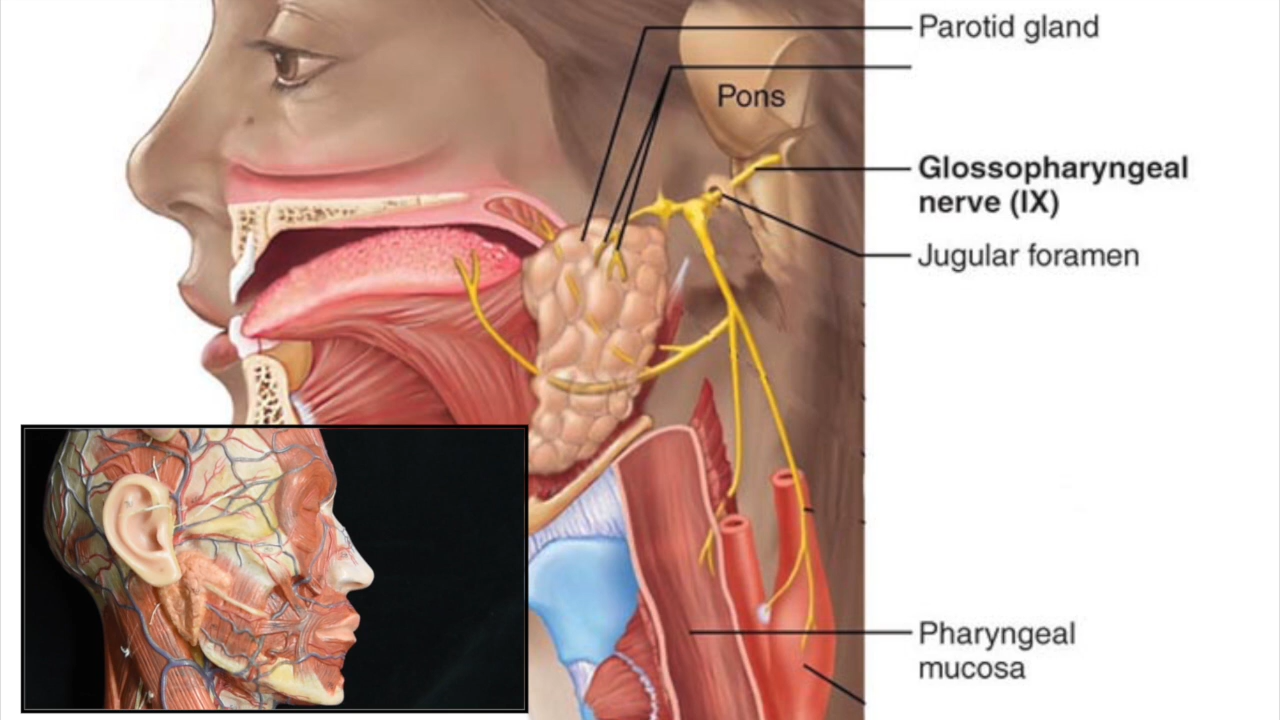 Parotid gland
Pons
Glossopharyngeal
nerve (IX)
Jugular foramen
Pharyngeal
mucosa